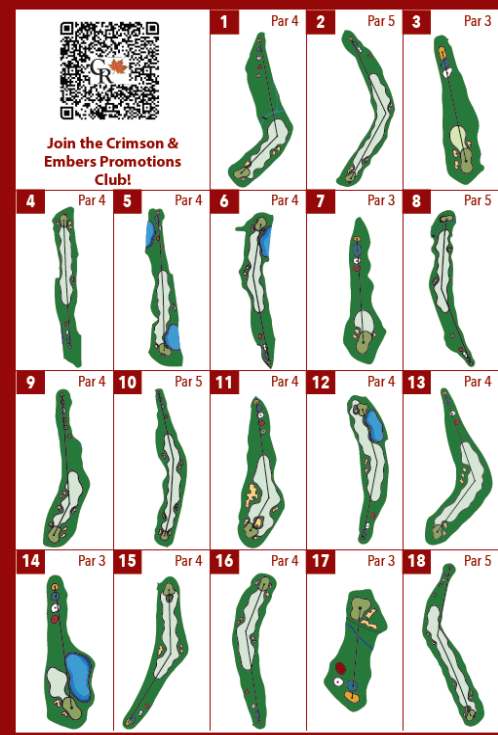 CR
Join the Crimson &
Embers Promotions
Club!
1 Par 4
2 Par 5
3 Par 3
4 Par 4
5 Par 4
6 Par 4
7 Par 3
8 Par 5
9 Par 4
10 Par 5
11 Par 4
12 Par 4
13 Par 4
14 Par 3
15 Par 4
16 Par 4
17 Par 3
18 Par 5